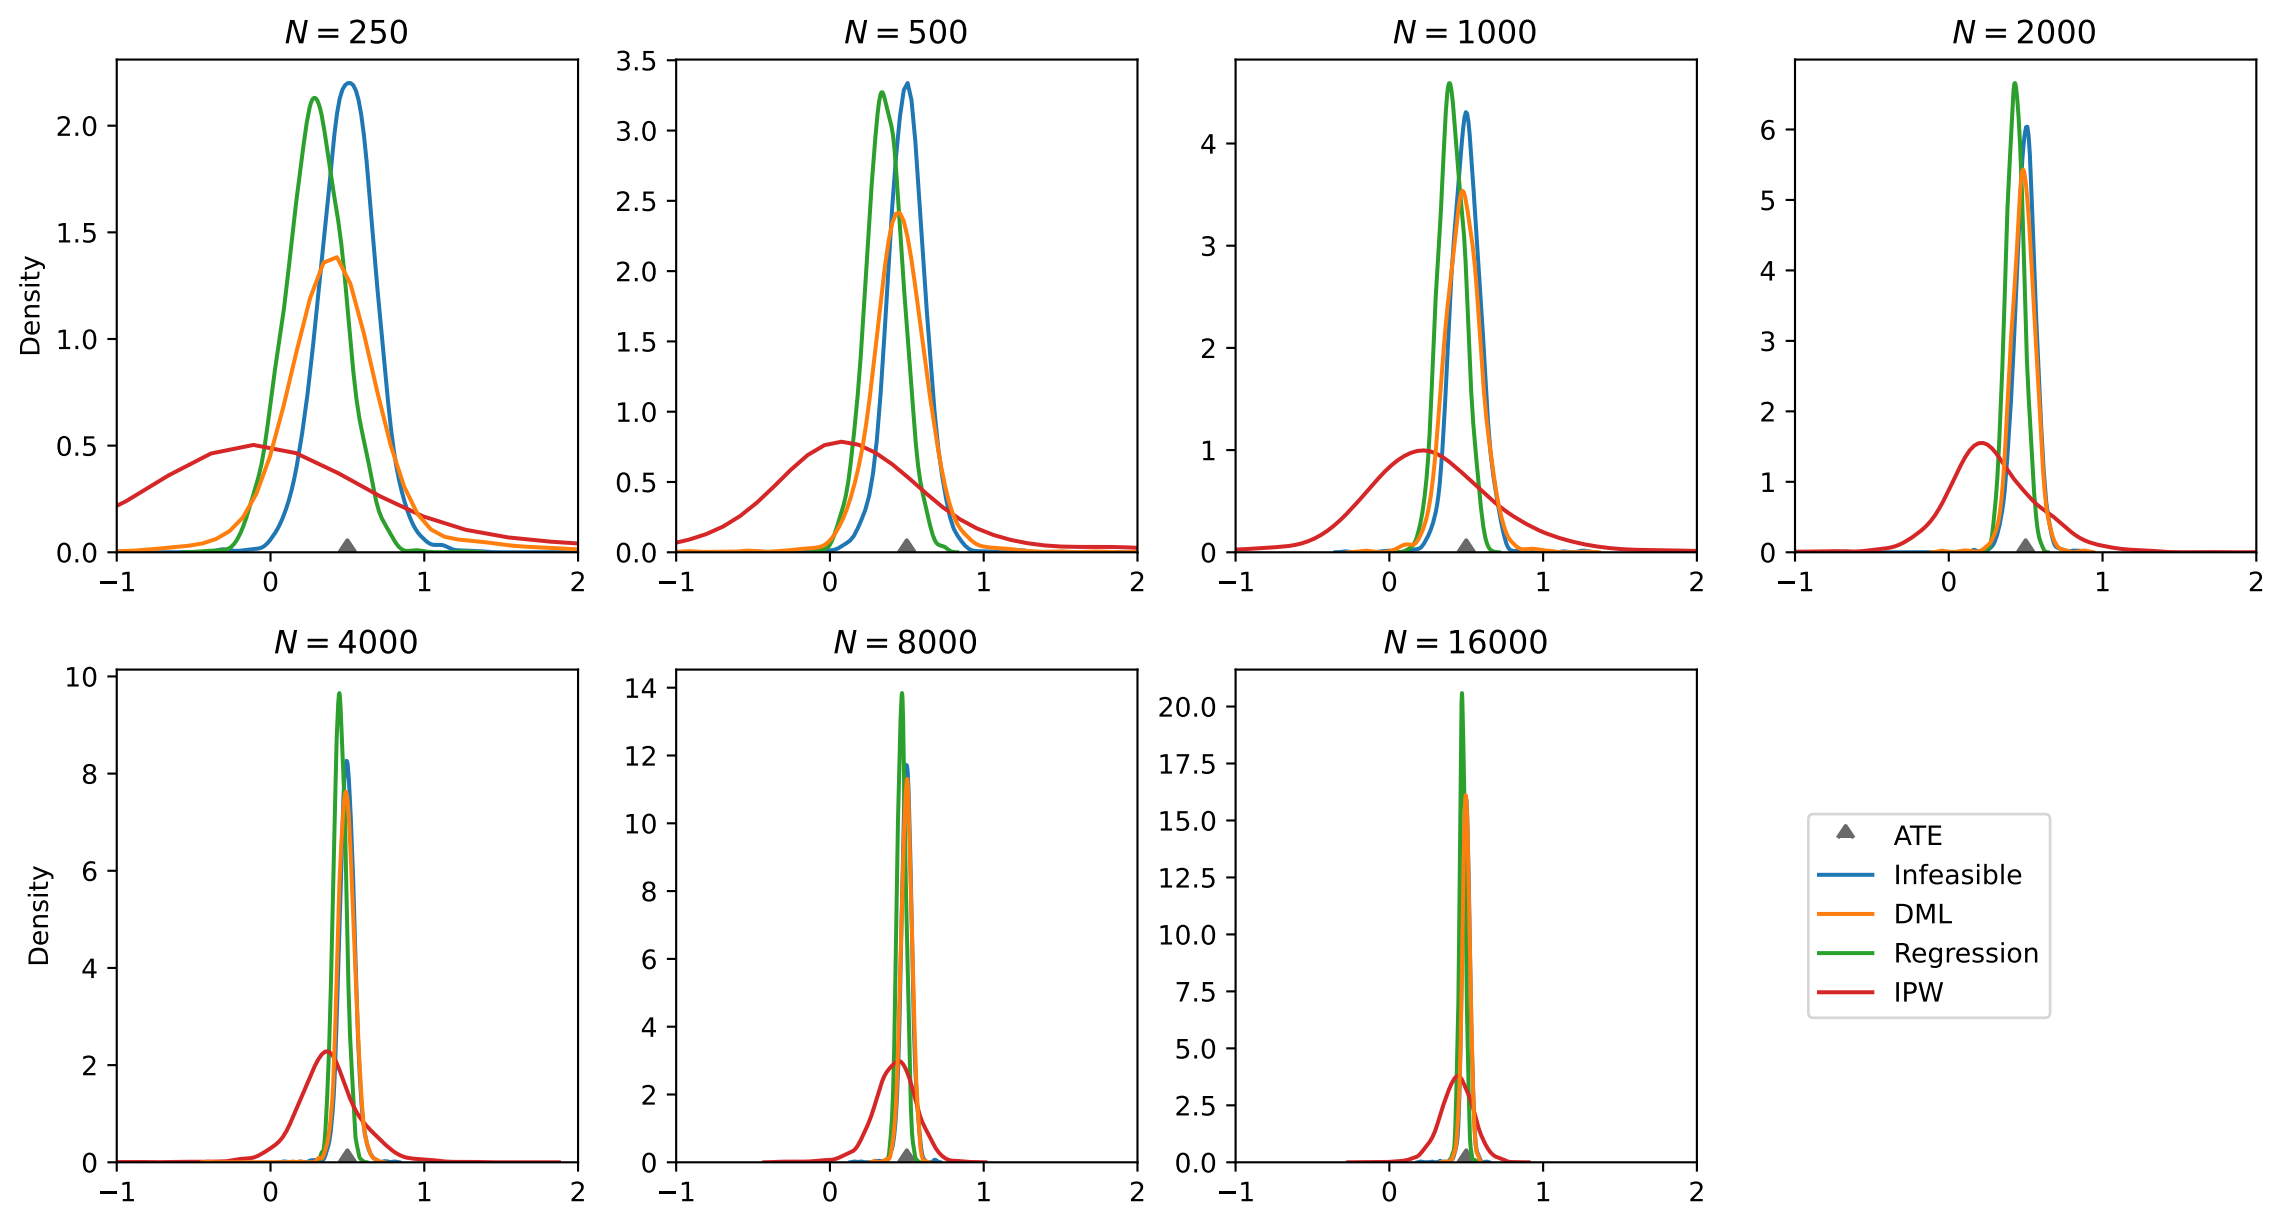 N = 250
N = 500
N = 1000
N = 2000
Density
2.0
1.5
1.0
0.5
0.0
−1 0 1 2
3.5
3.0
2.5
2.0
1.5
1.0
0.5
0.0
−1 0 1 2
4
3
2
1
0
−1 0 1 2
6
5
4
3
2
1
0
−1 0 1 2
N = 4000
N = 8000
N = 16000
Density
10
8
6
4
2
0
−1 0 1 2
14
12
10
8
6
4
2
0
−1 0 1 2
20.0
17.5
15.0
12.5
10.0
7.5
5.0
2.5
0.0
−1 0 1 2
ATE
Infeasible
DML
Regression
IPW